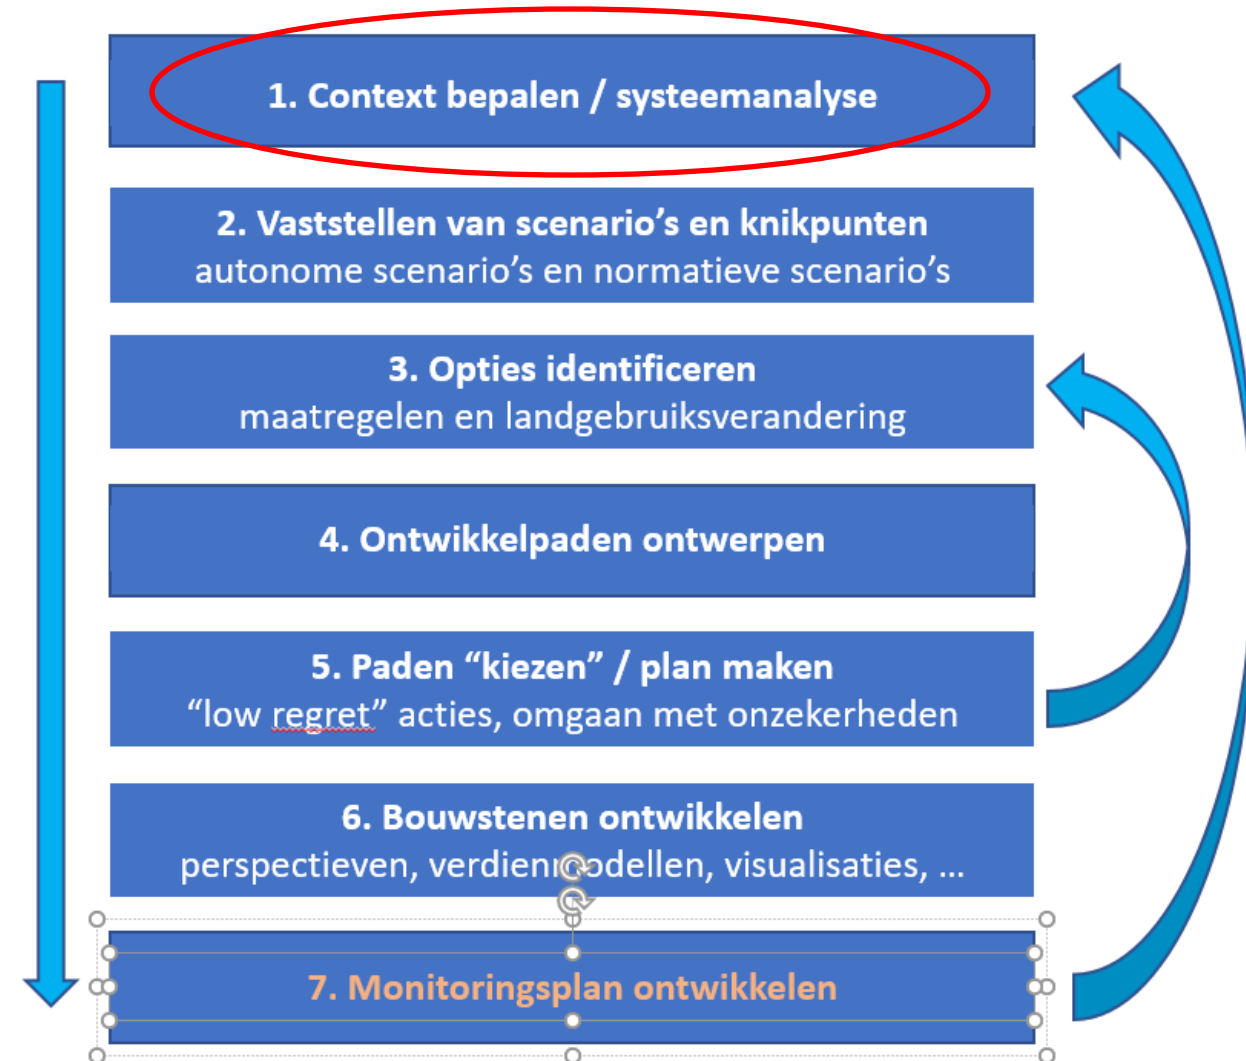 1. Context bepalen / systeemanalyse
2. Vaststellen van scenario’s en knikpunten
autonome scenario’s en normatieve scenario’s
3. Opties identificeren
maatregelen en landgebruiksverandering
4. Ontwikkelpaden ontwerpen
5. Paden “kiezen” / plan maken
“low regret” acties, omgaan met onzekerheden
6. Bouwstenen ontwikkelen
perspectieven, verdienmodellen, visualisaties, ...
7. Monitoringsplan ontwikkelen